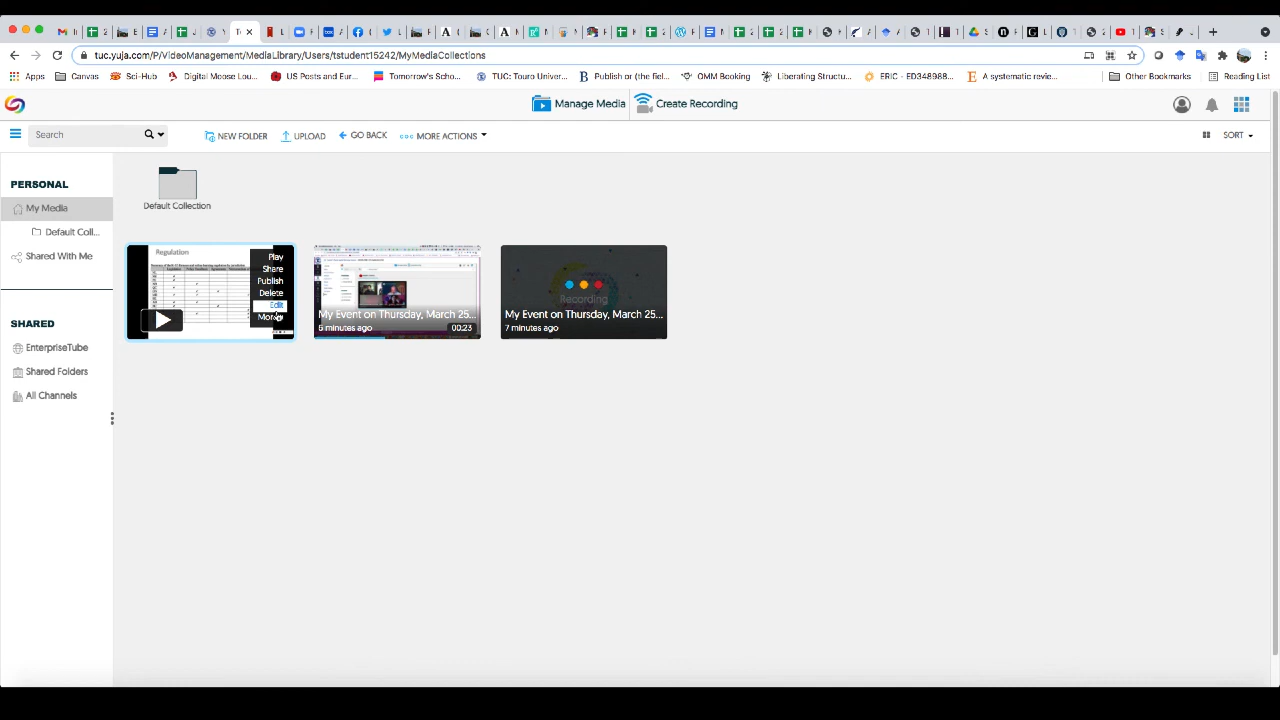 tuc.yuja.com/P/VideoManagement/MediaLibrary/Users/tstudent15242/MyMediaCollections
Apps Canvas Sci-Hub Digital Moose Lou... US Posts and Eur... Tomorrow's Scho... TUC: Touro Univer... Publish or (the fiel... OMM Booking Liberating Structu... ERIC - ED348988... A systematic revie... Other Bookmarks Reading List
Manage Media Create Recording
Search NEW FOLDER UPLOAD GO BACK MORE ACTIONS SORT
PERSONAL
My Media
Default Coll...
Shared With Me
SHARED
EnterpriseTube
Shared Folders
All Channels
Default Collection
Regulation
Play
Share
Publish
Delete
Edit
More
My Event on Thursday, March 25...
5 minutes ago 00:23
Recording
My Event on Thursday, March 25...
7 minutes ago